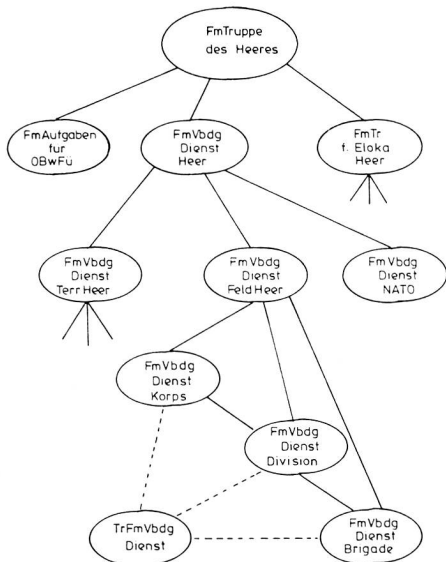 FmTruppe
des Heeres
FmAufgaben
fur
OBwFü
FmVbdg
Dienst
Heer
FmTr
f. Eloka
Heer
FmVbdg
Dienst
Terr Heer
FmVbdg
Dienst
Feld Heer
FmVbdg
Dienst
NATO
FmVbdg
Dienst
Korps
FmVbdg
Dienst
Division
TrFmVbdg
Dienst
FmVbdg
Dienst
Brigade